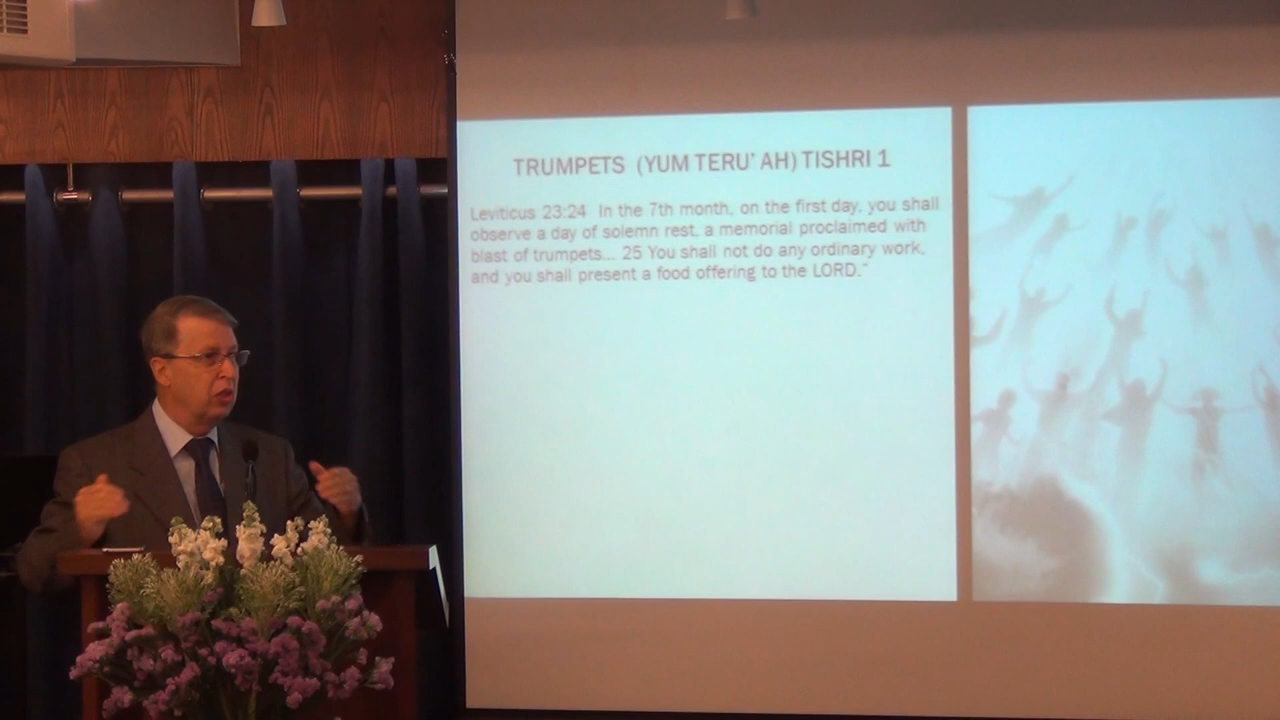 TRUMPETS (YUM TERU' AH) TISHRI 1
Leviticus 23:24 In the 7th month, on the first day, you shall
observe a day of solemn rest, a memorial proclaimed with
blast of trumpets... 25 You shall not do any ordinary work,
and you shall present a food offering to the LORD."